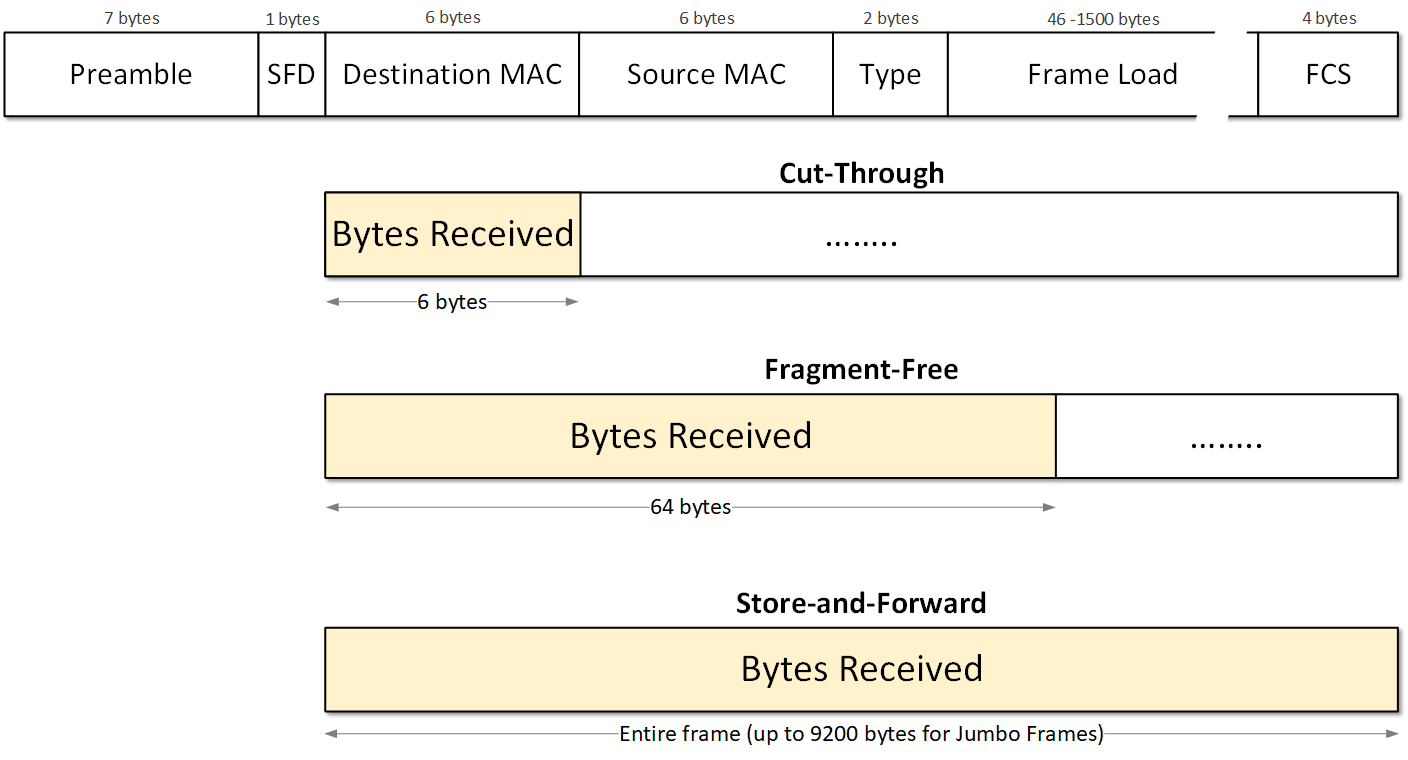 7 bytes 1 bytes 6 bytes 6 bytes 2 bytes 46 -1500 bytes 4 bytes
Preamble SFD Destination MAC Source MAC Type Frame Load FCS
Cut-Through
Bytes Received ........
6 bytes
Fragment-Free
Bytes Received ........
64 bytes
Store-and-Forward
Bytes Received
Entire frame (up to 9200 bytes for Jumbo Frames)